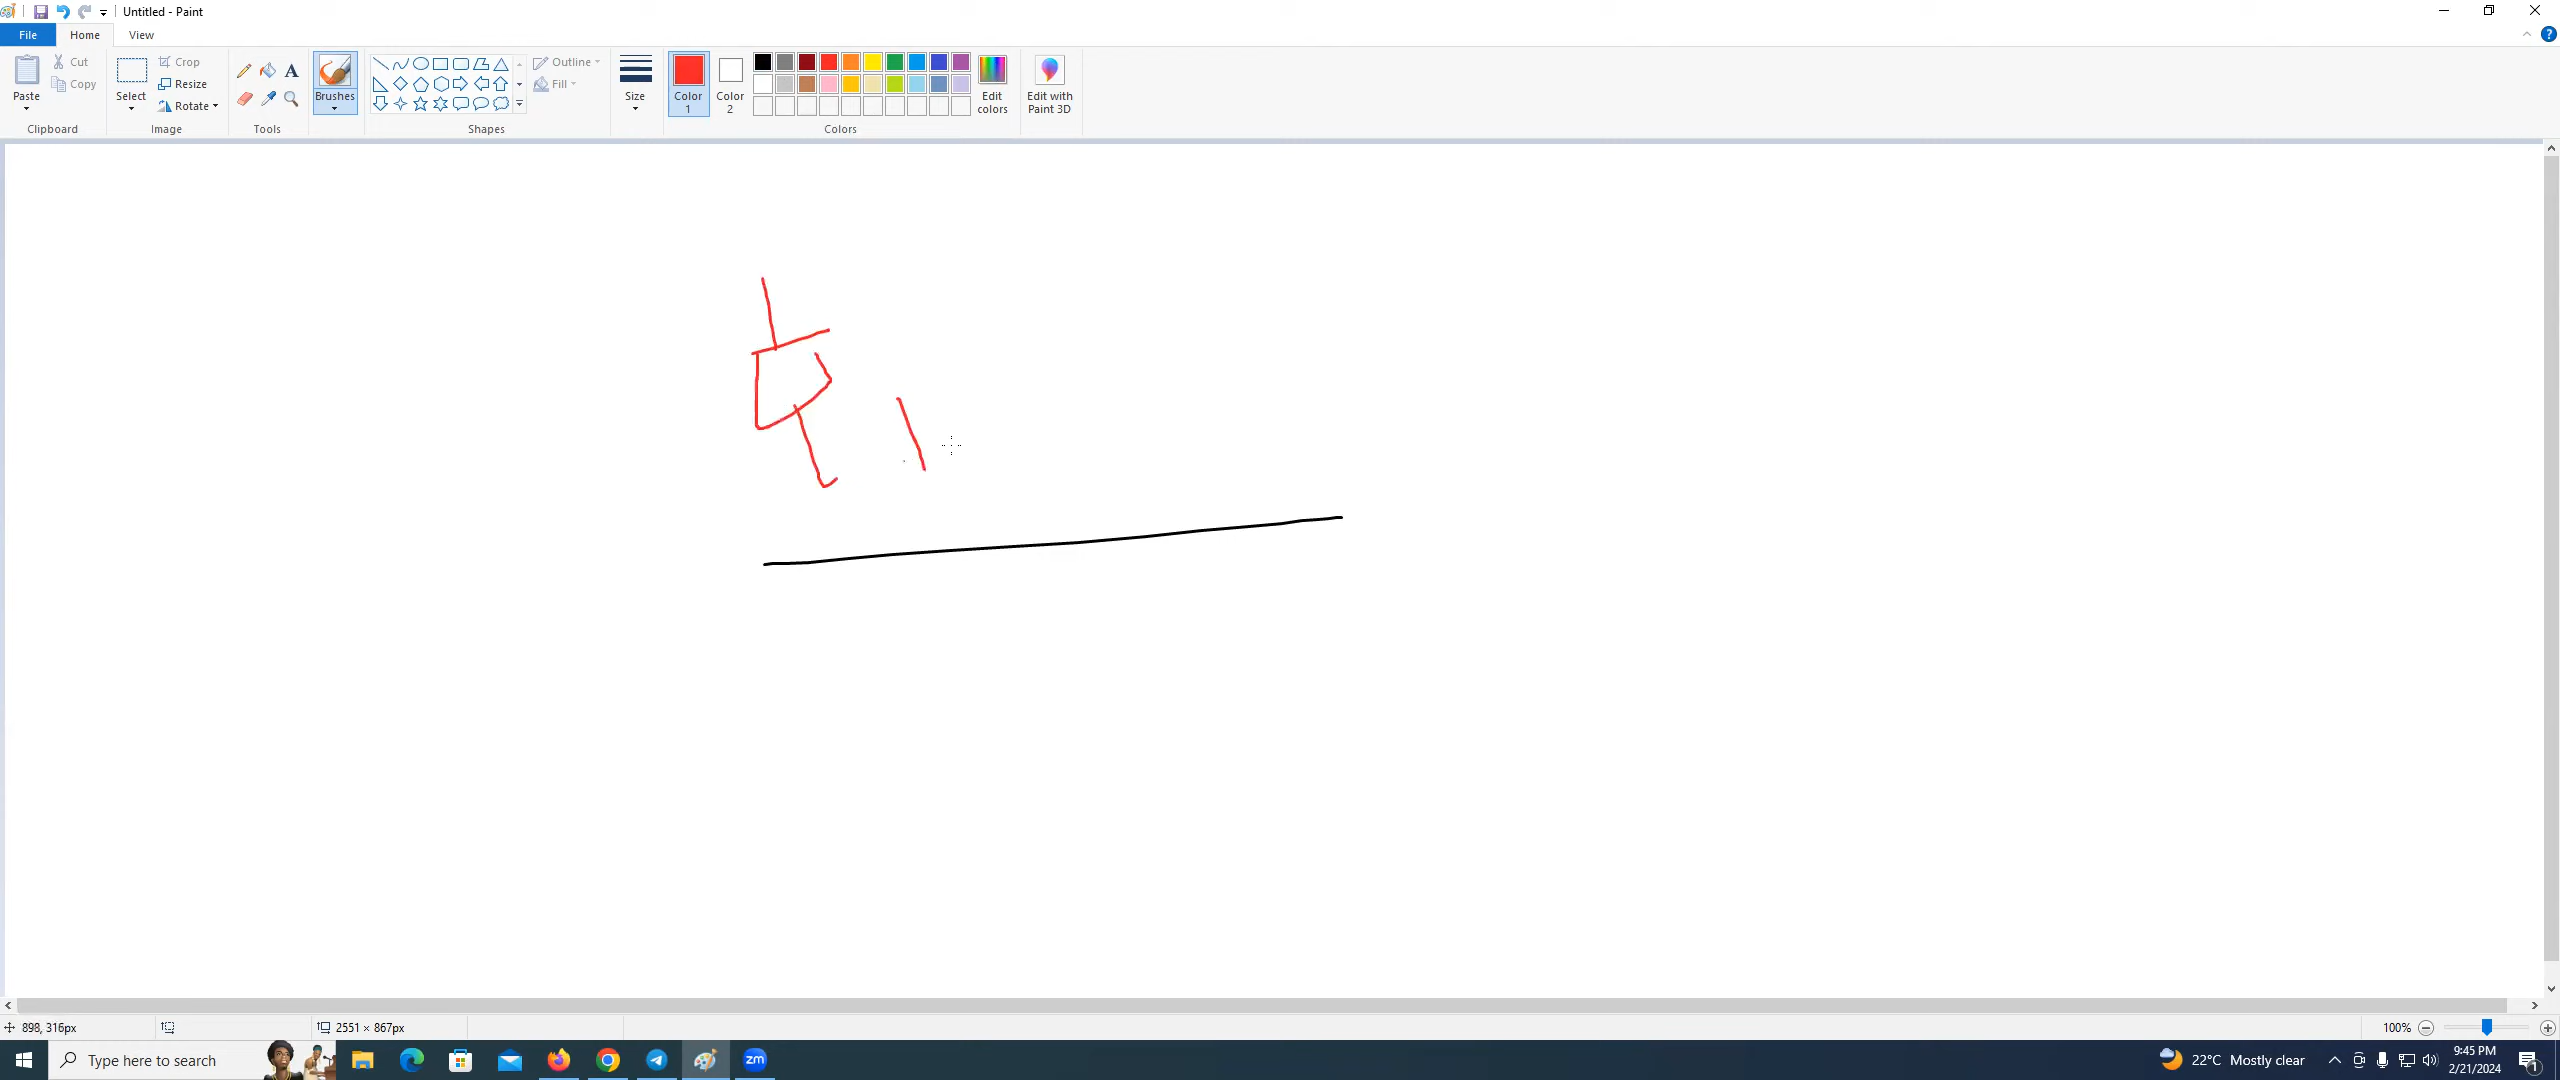 Untitled - Paint
File Home View
Paste Cut Copy Clipboard
Select Crop Resize Rotate Image
Tools
Brushes
Shapes Outline Fill
Size
Color 1 Color 2 Edit colors Colors
Edit with Paint 3D
898, 316px 2551 × 867px 100%
Type here to search zm 22°C Mostly clear 9:45 PM
2/21/2024 1